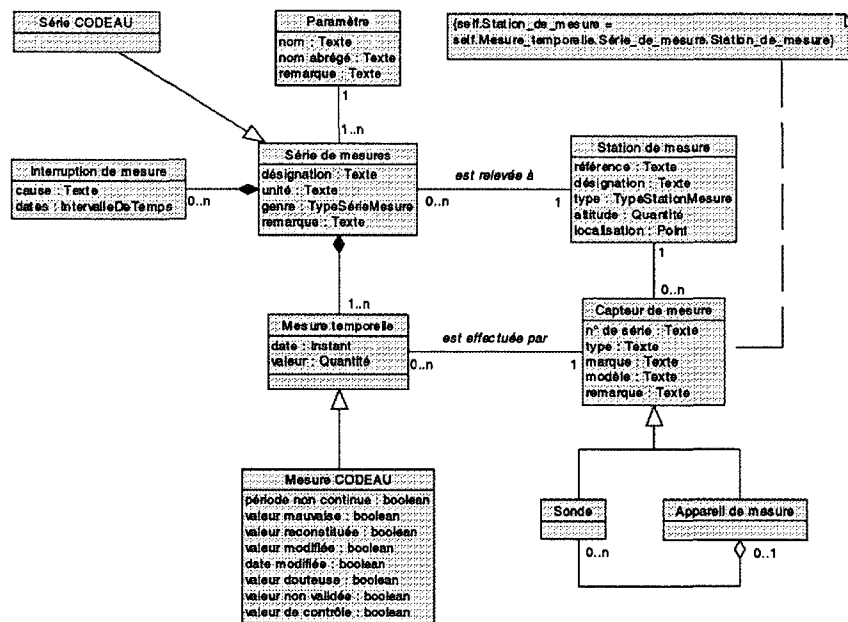 Série CODEAU
Paramètre
nom : Texte
nom abrégé : Texte
remarque : Texte
{self.Station_de_mesure =
self.Mesure_temporelle.Série_de_mesure.Station_de_mesure}
1
1..n
Interruption de mesure
cause : Texte
dates : IntervalleDeTemps
0..n
Série de mesures
désignation : Texte
unité : Texte
genre : TypeSérieMesure
remarque : Texte
est relevée à
0..n
1
Station de mesure
référence : Texte
désignation : Texte
type : TypeStationMesure
altitude : Quantité
localisation : Point
1
0..n
1..n
Mesure temporelle
date : Instant
valeur : Quantité
est effectuée par
0..n
1
Capteur de mesure
n° de série : Texte
type : Texte
marque : Texte
modèle : Texte
remarque : Texte
Mesure CODEAU
période non continue : boolean
valeur mauvaise : boolean
valeur reconstituée : boolean
valeur modifiée : boolean
date modifiée : boolean
valeur douteuse : boolean
valeur non validée : boolean
valeur de contrôle : boolean
Sonde
Appareil de mesure
0..n
0..1